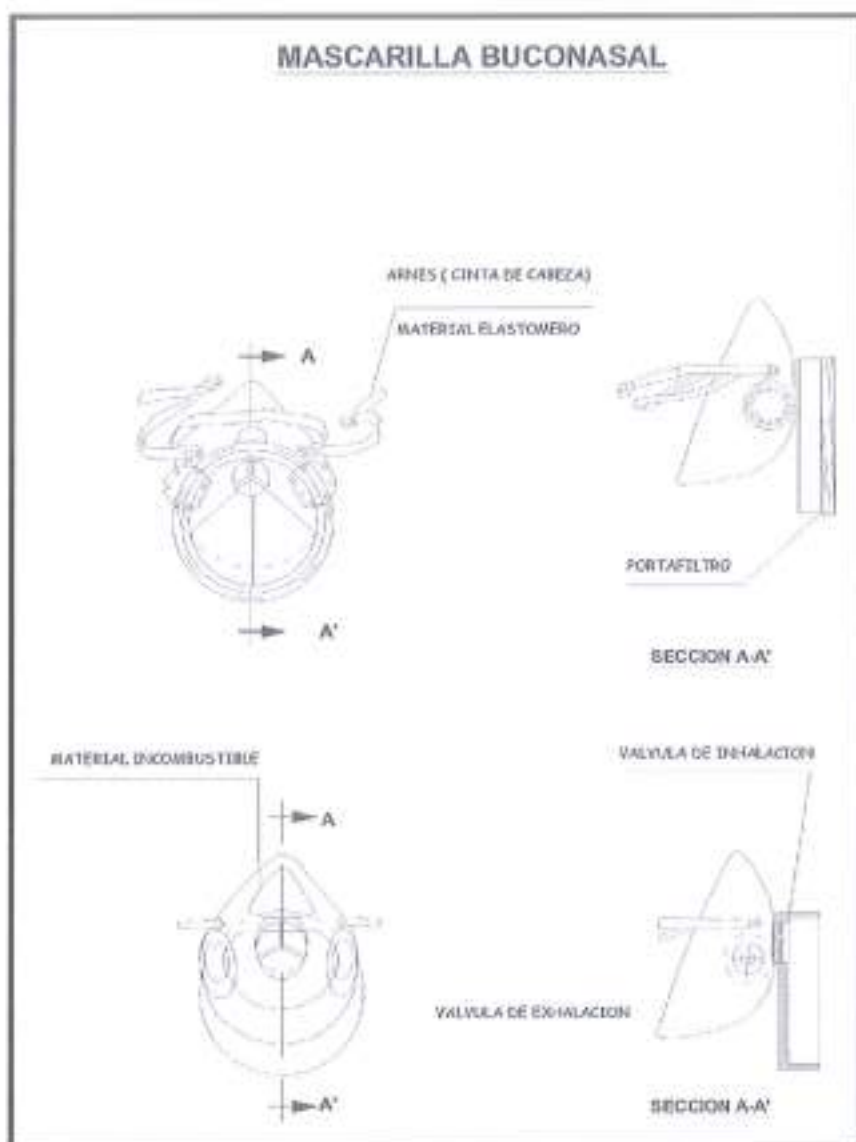 MASCARILLA BUCONASAL
ARNES ( CINTA DE CABEZA)
MATERIAL ELASTOMERO
A
A'
PORTAFILTRO
SECCION A-A'
MATERIAL INCOMBUSTIBLE
A
A'
VALVULA DE INHALACION
VALVULA DE EXHALACION
SECCION A-A'